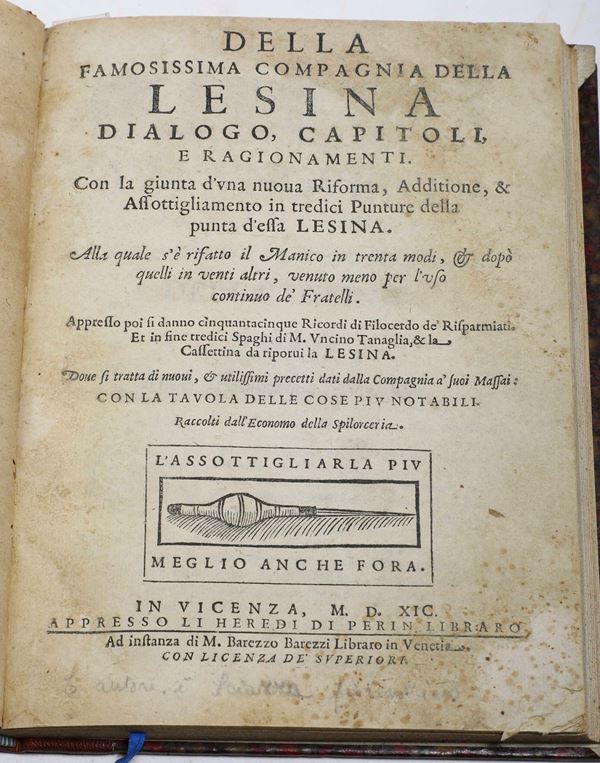 DELLA
FAMOSISSIMA COMPAGNIA DELLA
LESINA
DIALOGO, CAPITOLI,
E RAGIONAMENTI.
Con la giunta d'vna nuoua Riforma, Additione, &
Aſſottigliamento in tredici Punture della
punta d'eſſa LESINA.
Alla quale s'è rifatto il Manico in trenta modi, & dopò
quelli in venti altri, venuto meno per l'vſo
continuo de' Fratelli.
Appreſſo poi ſi danno cinquantacinque Ricordi di Filocerdo de' Riſparmiati.
Et in fine tredici Spaghi di M. Vncino Tanaglia, & la
Caſſettina da riporui la LESINA.
Doue ſi tratta di nuoui, & vtiliſſimi precetti dati dalla Compagnia a' ſuoi Maſſai:
CON LA TAVOLA DELLE COSE PIV NOTABILI.
Raccolti dall'Economo della Spilorceria.
L'ASSOTTIGLIARLA PIV
MEGLIO ANCHE FORA.
IN VICENZA, M. D. XIC.
APPRESSO LI HEREDI DI PERIN LIBRARO
Ad inſtanza di M. Barezzo Barezzi Libraro in Venetia.
CON LICENZA DE' SVPERIORI.
autore, è